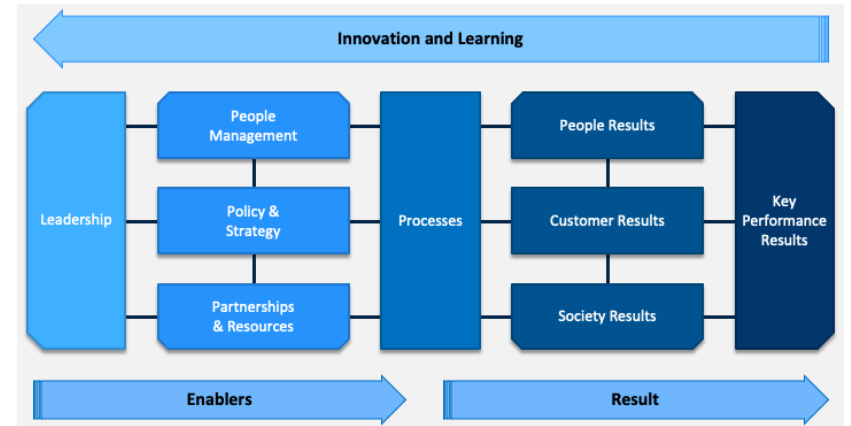 Innovation and Learning
Leadership
People
Management
Policy &
Strategy
Partnerships
& Resources
Processes
People Results
Customer Results
Society Results
Key
Performance
Results
Enablers
Result